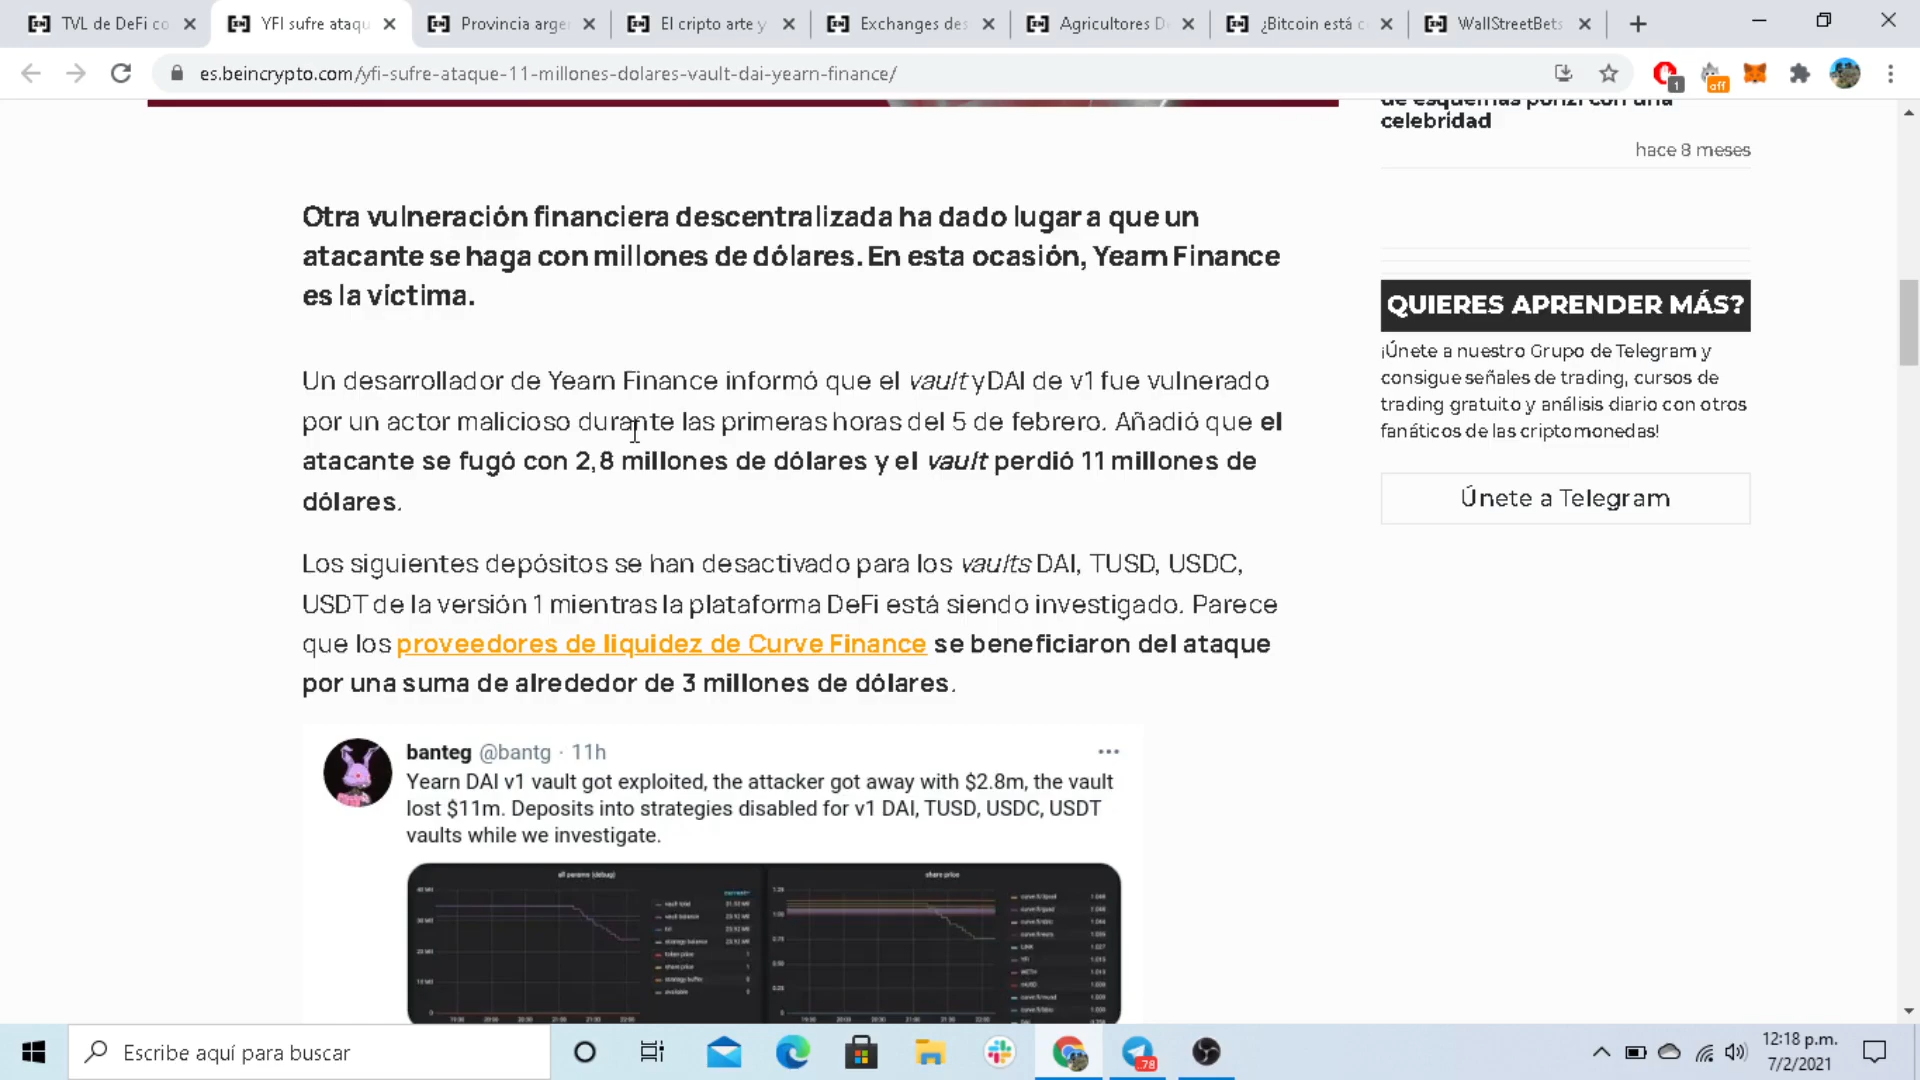 TVL de DeFi co
YFI sufre ataqu
Provincia arge
El cripto arte y
Exchanges des
Agricultores D
¿Bitcoin está c
WallStreetBets
es.beincrypto.com/yfi-sufre-ataque-11-millones-dolares-vault-dai-yearn-finance/
1
off
de esquemas ponzi con una
celebridad
hace 8 meses
Otra vulneración financiera descentralizada ha dado lugar a que un
atacante se haga con millones de dólares. En esta ocasión, Yearn Finance
es la víctima.
Un desarrollador de Yearn Finance informó que el vault yDAI de v1 fue vulnerado
por un actor malicioso durante las primeras horas del 5 de febrero. Añadió que el
atacante se fugó con 2,8 millones de dólares y el vault perdió 11 millones de
dólares.
Los siguientes depósitos se han desactivado para los vaults DAI, TUSD, USDC,
USDT de la versión 1 mientras la plataforma DeFi está siendo investigado. Parece
que los proveedores de liquidez de Curve Finance se beneficiaron del ataque
por una suma de alrededor de 3 millones de dólares.
QUIERES APRENDER MÁS?
¡Únete a nuestro Grupo de Telegram y
consigue señales de trading, cursos de
trading gratuito y análisis diario con otros
fanáticos de las criptomonedas!
Únete a Telegram
banteg @bantg · 11h
Yearn DAI v1 vault got exploited, the attacker got away with $2.8m, the vault
lost $11m. Deposits into strategies disabled for v1 DAI, TUSD, USDC, USDT
vaults while we investigate.
share price
Escribe aquí para buscar
78
12:18 p.m.
7/2/2021